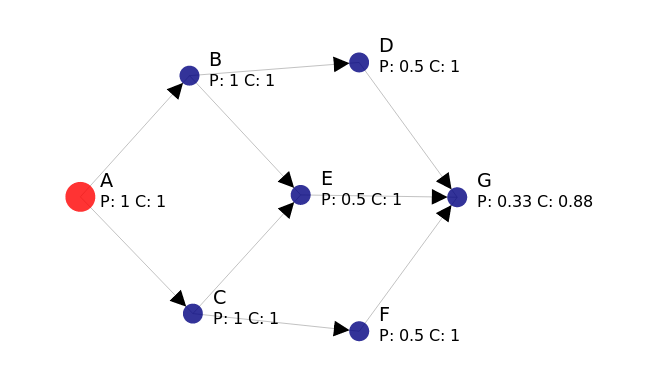 D
P: 0.5 C: 1
B
P: 1 C: 1
A
P: 1 C: 1
E
P: 0.5 C: 1
G
P: 0.33 C: 0.88
C
P: 1 C: 1
F
P: 0.5 C: 1